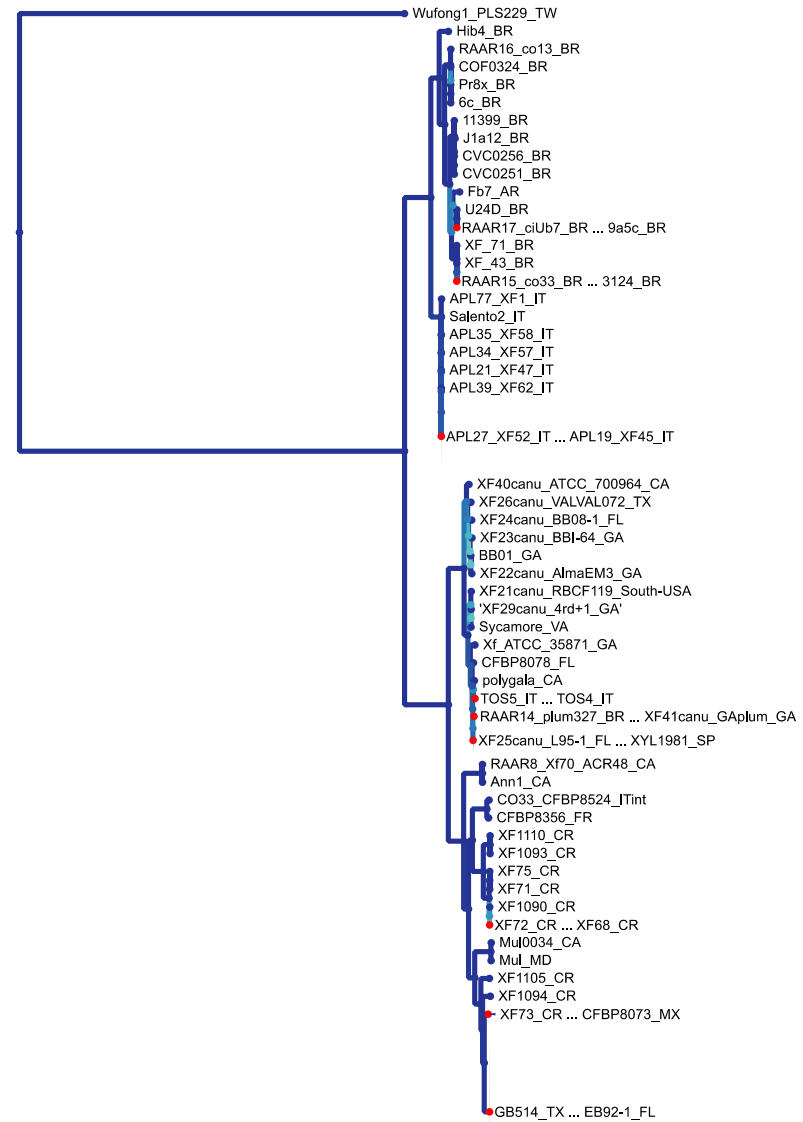 Wufong1_PLS229_TW
Hib4_BR
RAAR16_co13_BR
COF0324_BR
Pr8x_BR
6c_BR
11399_BR
J1a12_BR
CVC0256_BR
CVC0251_BR
Fb7_AR
U24D_BR
RAAR17_ciUb7_BR ... 9a5c_BR
XF_71_BR
XF_43_BR
RAAR15_co33_BR ... 3124_BR
APL77_XF1_IT
Salento2_IT
APL35_XF58_IT
APL34_XF57_IT
APL21_XF47_IT
APL39_XF62_IT
APL27_XF52_IT ... APL19_XF45_IT
XF40canu_ATCC_700964_CA
XF26canu_VALVAL072_TX
XF24canu_BB08-1_FL
XF23canu_BBI-64_GA
BB01_GA
XF22canu_AlmaEM3_GA
XF21canu_RBCF119_South-USA
'XF29canu_4rd+1_GA'
Sycamore_VA
Xf_ATCC_35871_GA
CFBP8078_FL
polygala_CA
TOS5_IT ... TOS4_IT
RAAR14_plum327_BR ... XF41canu_GAplum_GA
XF25canu_L95-1_FL ... XYL1981_SP
RAAR8_Xf70_ACR48_CA
Ann1_CA
CO33_CFBP8524_ITint
CFBP8356_FR
XF1110_CR
XF1093_CR
XF75_CR
XF71_CR
XF1090_CR
XF72_CR ... XF68_CR
Mul0034_CA
Mul_MD
XF1105_CR
XF1094_CR
XF73_CR ... CFBP8073_MX
GB514_TX ... EB92-1_FL